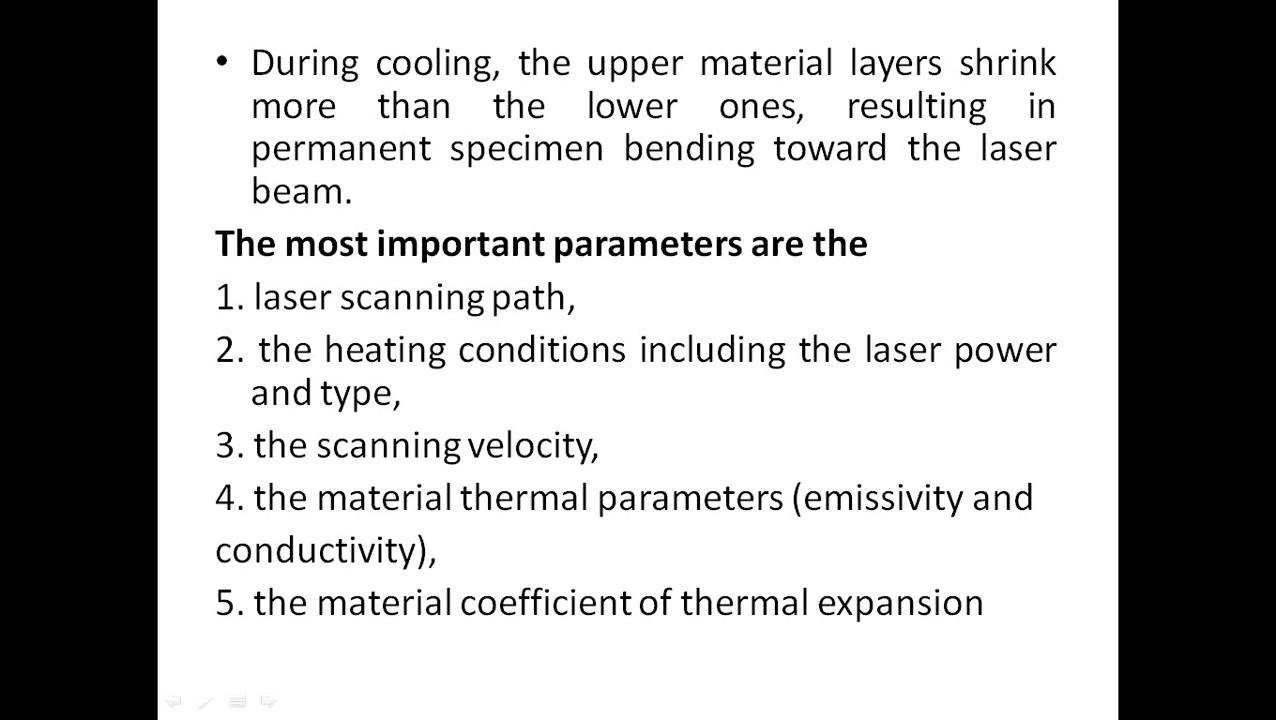 • During cooling, the upper material layers shrink
more than the lower ones, resulting in
permanent specimen bending toward the laser
beam.
The most important parameters are the
1. laser scanning path,
2. the heating conditions including the laser power
and type,
3. the scanning velocity,
4. the material thermal parameters (emissivity and
conductivity),
5. the material coefficient of thermal expansion